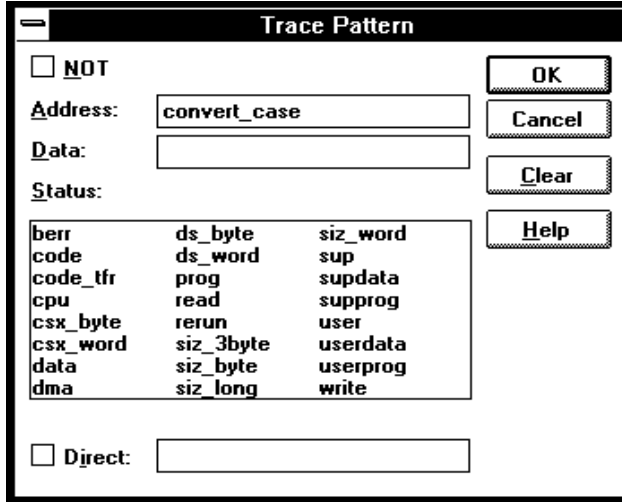 Trace Pattern
NOT
OK
Address: convert_case
Cancel
Data:
Clear
Status:
Help
berr ds_byte siz_word
code ds_word sup
code_tfr prog supdata
cpu read supprog
csx_byte rerun user
csx_word siz_3byte userdata
data siz_byte userprog
dma siz_long write
Direct: